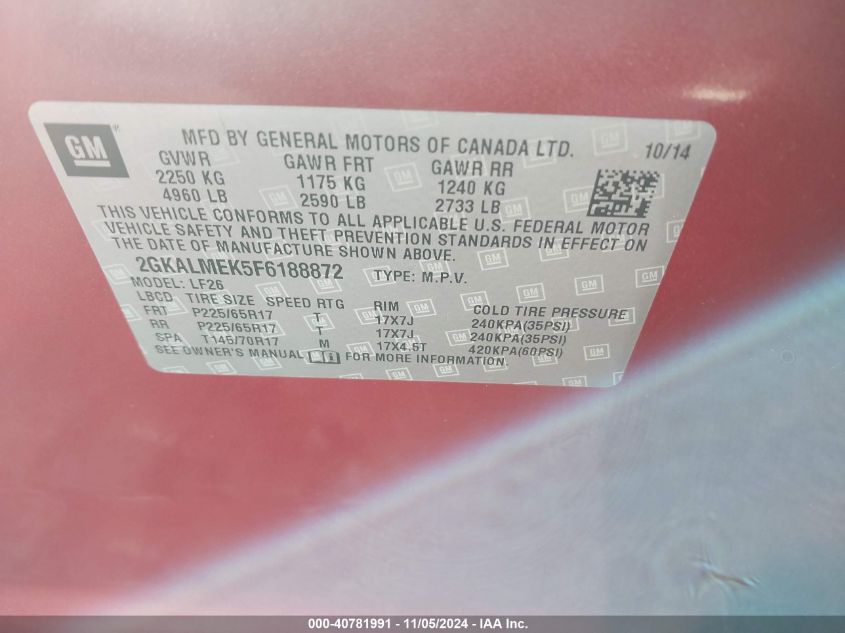 GM ®
MFD BY GENERAL MOTORS OF CANADA LTD. 10/14
GVWR GAWR FRT GAWR RR
2250 KG 1175 KG 1240 KG
4960 LB 2590 LB 2733 LB
THIS VEHICLE CONFORMS TO ALL APPLICABLE U.S. FEDERAL MOTOR
VEHICLE SAFETY AND THEFT PREVENTION STANDARDS IN EFFECT ON
THE DATE OF MANUFACTURE SHOWN ABOVE.
2GKALMEK5F6188872 TYPE: M.P.V.
MODEL: LF26
LBCD TIRE SIZE SPEED RTG RIM COLD TIRE PRESSURE
FRT P225/65R17 T 17X7J 240KPA(35PSI)
RR P225/65R17 T 17X7J 240KPA(35PSI)
SPA T145/70R17 M 17X4.5T 420KPA(60PSI)
SEE OWNER'S MANUAL FOR MORE INFORMATION.
000-40781991 - 11/05/2024 - IAA Inc.